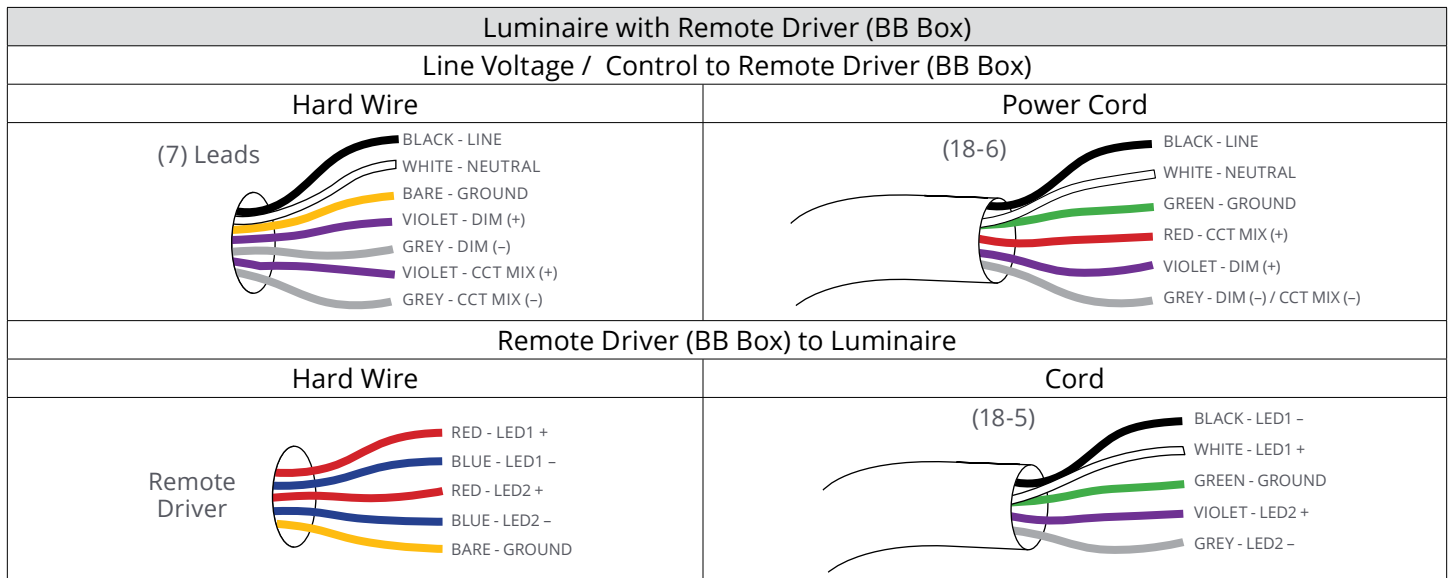 Luminaire with Remote Driver (BB Box)
Line Voltage /  Control to Remote Driver (BB Box)
Hard Wire
Power Cord
(7) Leads
BLACK - LINE
WHITE - NEUTRAL
BARE - GROUND
VIOLET - DIM (+)
GREY - DIM (–)
VIOLET - CCT MIX (+)
GREY - CCT MIX (–)
(18-6)
BLACK - LINE
WHITE - NEUTRAL
GREEN - GROUND
RED - CCT MIX (+)
VIOLET - DIM (+)
GREY - DIM (–) / CCT MIX (–)
Remote Driver (BB Box) to Luminaire
Hard Wire
Cord
Remote
Driver
RED - LED1 +
BLUE - LED1 –
RED - LED2 +
BLUE - LED2 –
BARE - GROUND
(18-5)
BLACK - LED1 –
WHITE - LED1 +
GREEN - GROUND
VIOLET - LED2 +
GREY - LED2 –